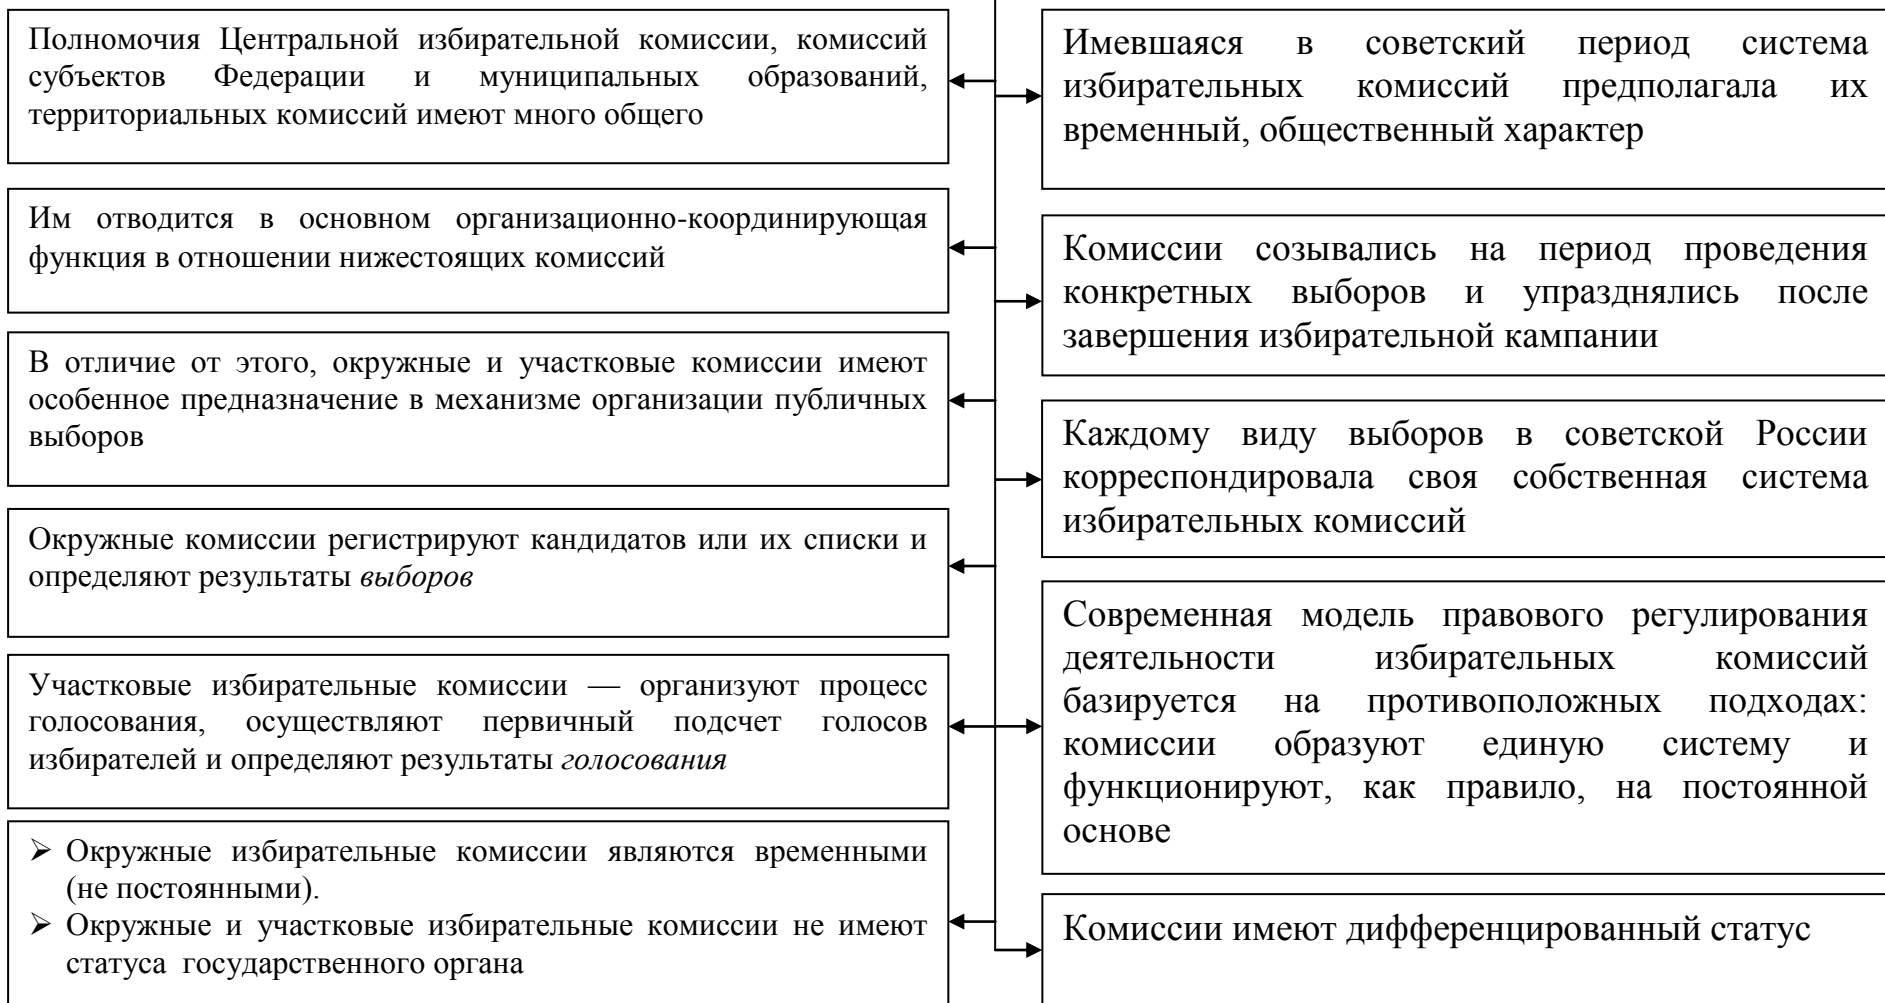 Полномочия Центральной избирательной комиссии, комиссий
субъектов Федерации и муниципальных образований,
территориальных комиссий имеют много общего
Им отводится в основном организационно-координирующая
функция в отношении нижестоящих комиссий
В отличие от этого, окружные и участковые комиссии имеют
особенное предназначение в механизме организации публичных
выборов
Окружные комиссии регистрируют кандидатов или их списки и
определяют результаты выборов
Участковые избирательные комиссии — организуют процесс
голосования, осуществляют первичный подсчет голосов
избирателей и определяют результаты голосования
➢ Окружные избирательные комиссии являются временными
(не постоянными).
➢ Окружные и участковые избирательные комиссии не имеют
статуса государственного органа
Имевшаяся в советский период система
избирательных комиссий предполагала их
временный, общественный характер
Комиссии созывались на период проведения
конкретных выборов и упразднялись после
завершения избирательной кампании
Каждому виду выборов в советской России
корреспондировала своя собственная система
избирательных комиссий
Современная модель правового регулирования
деятельности избирательных комиссий
базируется на противоположных подходах:
комиссии образуют единую систему и
функционируют, как правило, на постоянной
основе
Комиссии имеют дифференцированный статус